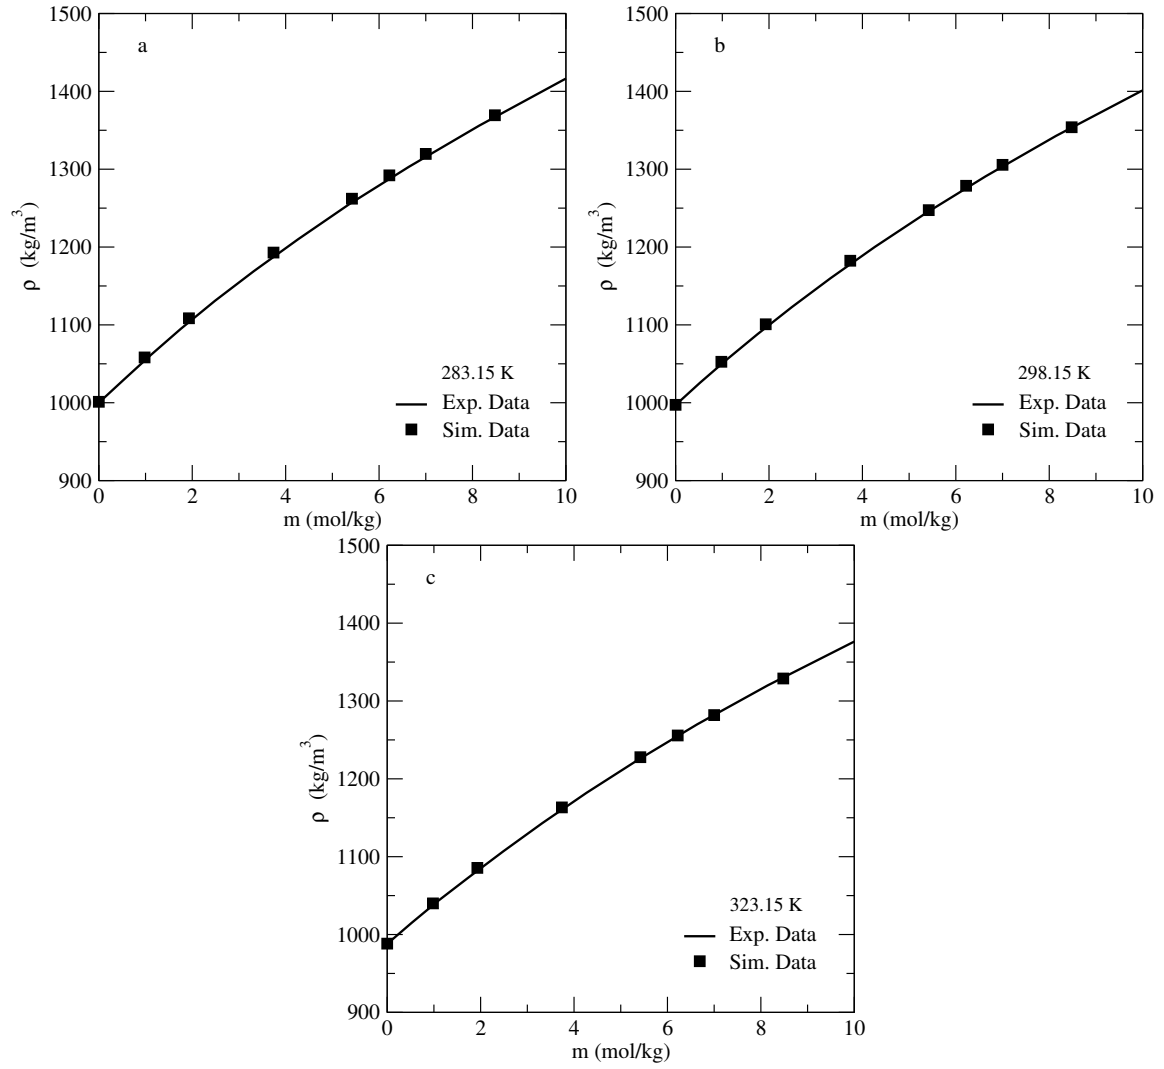 1500
1400
1300
1200
1100
1000
900
ρ (kg/m³)
a
283.15 K
Exp. Data
Sim. Data
0 2 4 6 8 10
m (mol/kg)
1500
1400
1300
1200
1100
1000
900
ρ (kg/m³)
b
298.15 K
Exp. Data
Sim. Data
0 2 4 6 8 10
m (mol/kg)
1500
1400
1300
1200
1100
1000
900
ρ (kg/m³)
c
323.15 K
Exp. Data
Sim. Data
0 2 4 6 8 10
m (mol/kg)